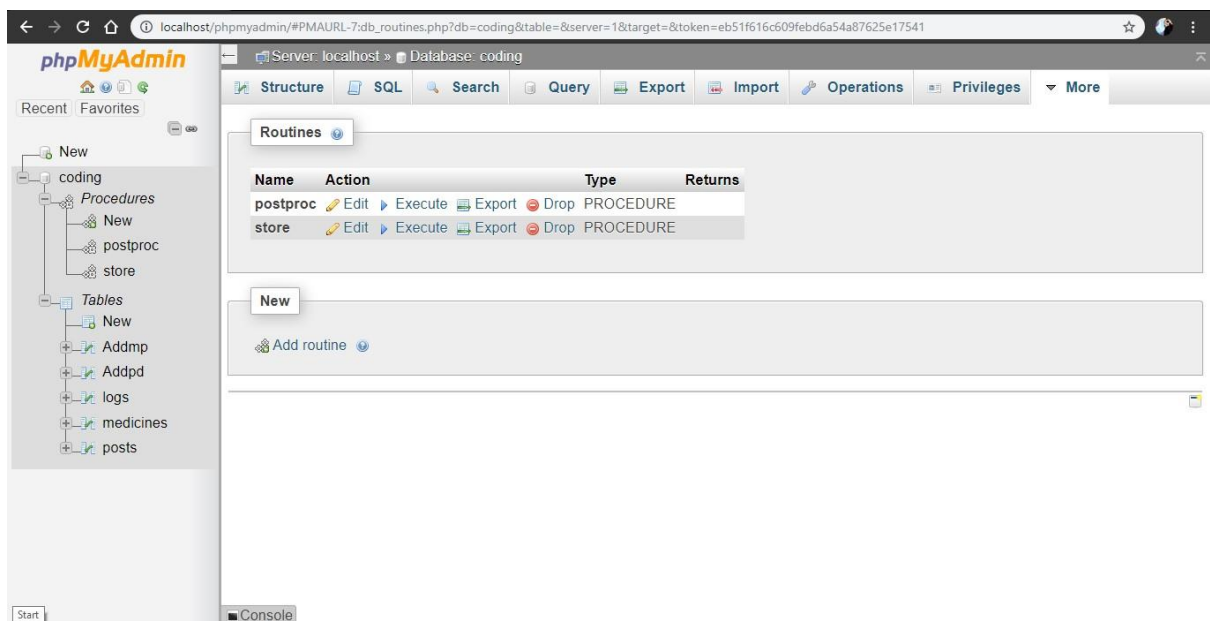 localhost/phpmyadmin/#PMAURL-7:db_routines.php?db=coding&table=&server=1&target=&token=eb51f616c609febd6a54a87625e17541
phpMyAdmin
Recent Favorites
New
coding
Procedures
New
postproc
store
Tables
New
Addmp
Addpd
logs
medicines
posts
Start
Server: localhost » Database: coding
Structure SQL Search Query Export Import Operations Privileges More
Routines
Name Action Type Returns
postproc Edit Execute Export Drop PROCEDURE
store Edit Execute Export Drop PROCEDURE
New
Add routine
Console